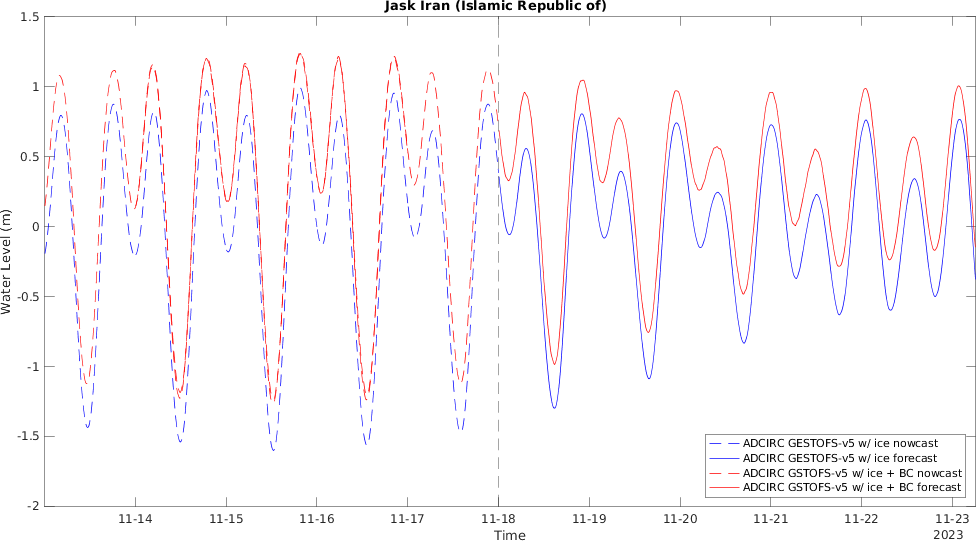 Jask Iran (Islamic Republic of)
1.5
1
0.5
0
-0.5
-1
-1.5
-2
Water Level (m)
11-14
11-15
11-16
11-17
11-18
11-19
11-20
11-21
11-22
11-23
2023
Time
ADCIRC GESTOFS-v5 w/ ice nowcast
ADCIRC GESTOFS-v5 w/ ice forecast
ADCIRC GSTOFS-v5 w/ ice + BC nowcast
ADCIRC GSTOFS-v5 w/ ice + BC forecast